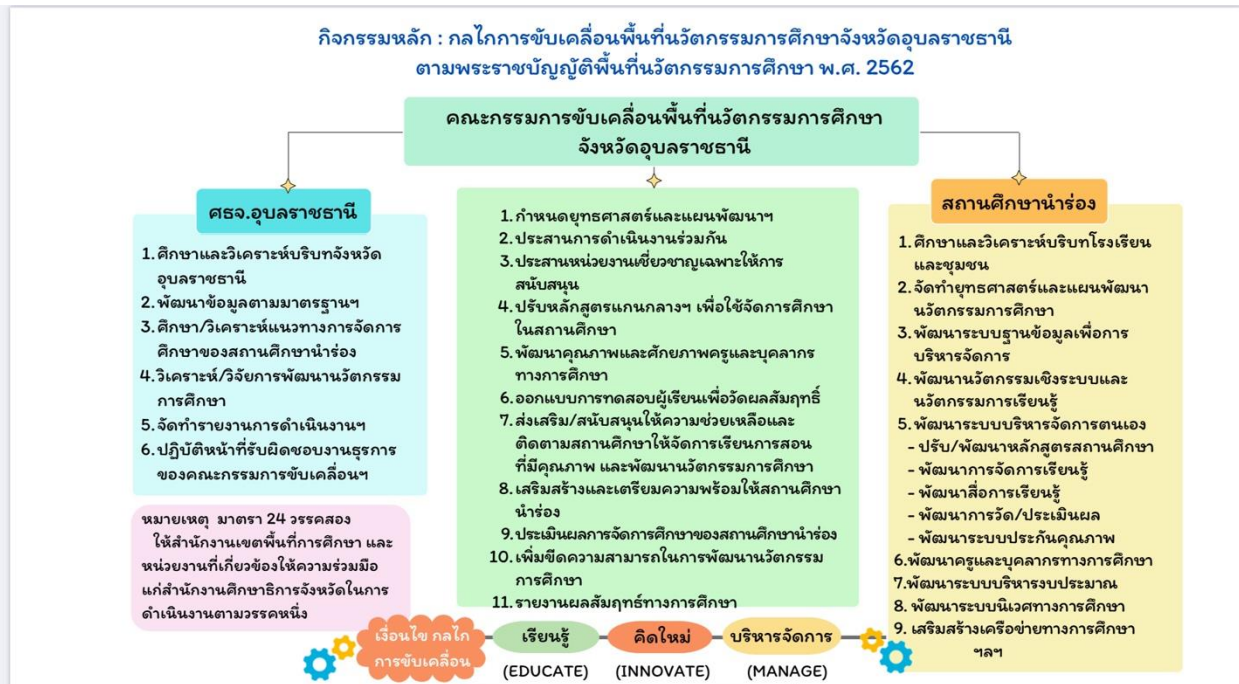 กิจกรรมหลัก : กลไกการขับเคลื่อนพื้นที่นวัตกรรมการศึกษาจังหวัดอุบลราชธานี
ตามพระราชบัญญัติพื้นที่นวัตกรรมการศึกษา พ.ศ. 2562
คณะกรรมการขับเคลื่อนพื้นที่นวัตกรรมการศึกษา
จังหวัดอุบลราชธานี
ศธจ.อุบลราชธานี
1. ศึกษาและวิเคราะห์บริบทจังหวัด
อุบลราชธานี
2. พัฒนาข้อมูลตามมาตรฐานฯ
3. ศึกษา/วิเคราะห์แนวทางการจัดการ
ศึกษาของสถานศึกษานำร่อง
4. วิเคราะห์/วิจัยการพัฒนานวัตกรรม
การศึกษา
5. จัดทำรายงานการดำเนินงานฯ
6. ปฏิบัติหน้าที่รับผิดชอบงานธุรการ
ของคณะกรรมการขับเคลื่อนฯ
หมายเหตุ มาตรา 24 วรรคสอง
ให้สำนักงานเขตพื้นที่การศึกษา และ
หน่วยงานที่เกี่ยวข้องให้ความร่วมมือ
แก่สำนักงานศึกษาธิการจังหวัดในการ
ดำเนินงานตามวรรคหนึ่ง
1. กำหนดยุทธศาสตร์และแผนพัฒนาฯ
2. ประสานการดำเนินงานร่วมกัน
3. ประสานหน่วยงานเชี่ยวชาญเฉพาะให้การ
สนับสนุน
4. ปรับหลักสูตรแกนกลางฯ เพื่อใช้จัดการศึกษา
ในสถานศึกษา
5. พัฒนาคุณภาพและศักยภาพครูและบุคลากร
ทางการศึกษา
6. ออกแบบการทดสอบผู้เรียนเพื่อวัดผลสัมฤทธิ์
7. ส่งเสริม/สนับสนุนให้ความช่วยเหลือและ
ติดตามสถานศึกษาให้จัดการเรียนการสอน
ที่มีคุณภาพ และพัฒนานวัตกรรมการศึกษา
8. เสริมสร้างและเตรียมความพร้อมให้สถานศึกษา
นำร่อง
9. ประเมินผลการจัดการศึกษาของสถานศึกษานำร่อง
10. เพิ่มขีดความสามารถในการพัฒนานวัตกรรม
การศึกษา
11. รายงานผลสัมฤทธิ์ทางการศึกษา
สถานศึกษานำร่อง
1. ศึกษาและวิเคราะห์บริบทโรงเรียน
และชุมชน
2. จัดทำยุทธศาสตร์และแผนพัฒนา
นวัตกรรมการศึกษา
3. พัฒนาระบบฐานข้อมูลเพื่อการ
บริหารจัดการ
4. พัฒนานวัตกรรมเชิงระบบและ
นวัตกรรมการเรียนรู้
5. พัฒนาระบบบริหารจัดการตนเอง
- ปรับ/พัฒนาหลักสูตรสถานศึกษา
- พัฒนาการจัดการเรียนรู้
- พัฒนาสื่อการเรียนรู้
- พัฒนาการวัด/ประเมินผล
- พัฒนาระบบประกันคุณภาพ
6.พัฒนาครูและบุคลากรทางการศึกษา
7.พัฒนาระบบบริหารงบประมาณ
8. พัฒนาระบบนิเวศทางการศึกษา
9. เสริมสร้างเครือข่ายทางการศึกษา
ฯลฯ
เงื่อนไข กลไก
การขับเคลื่อน
เรียนรู้
(EDUCATE)
คิดใหม่
(INNOVATE)
บริหารจัดการ
(MANAGE)